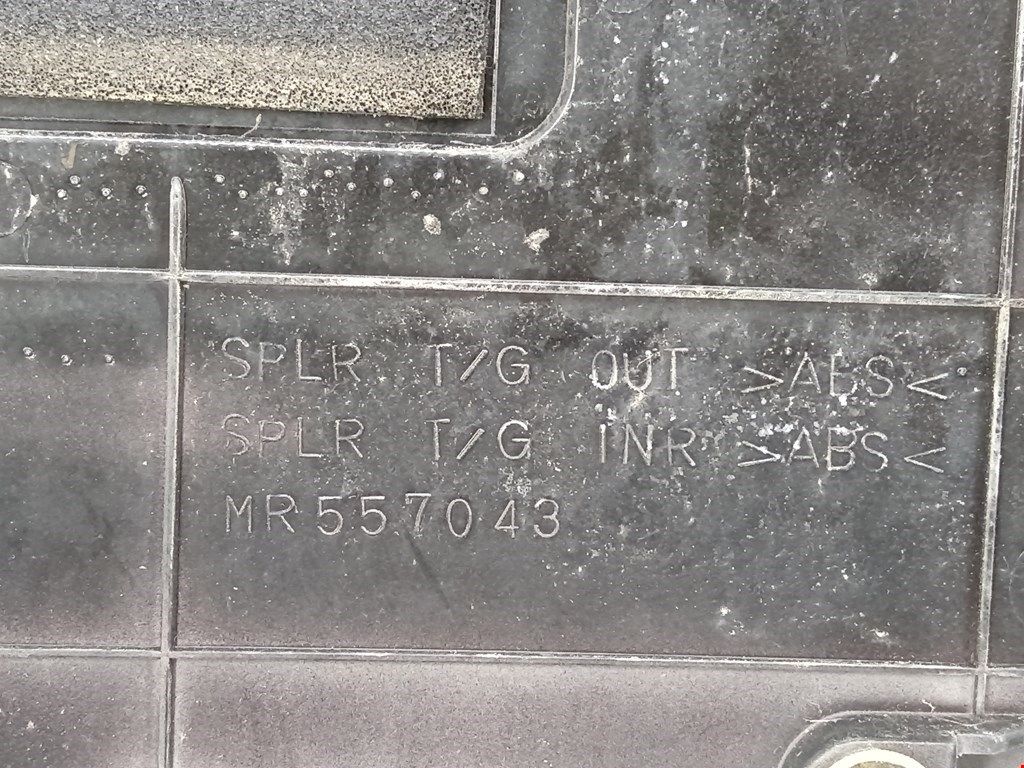 SPLR T/G OUT >ABS<
SPLR T/G INR >ABS<
MR557043